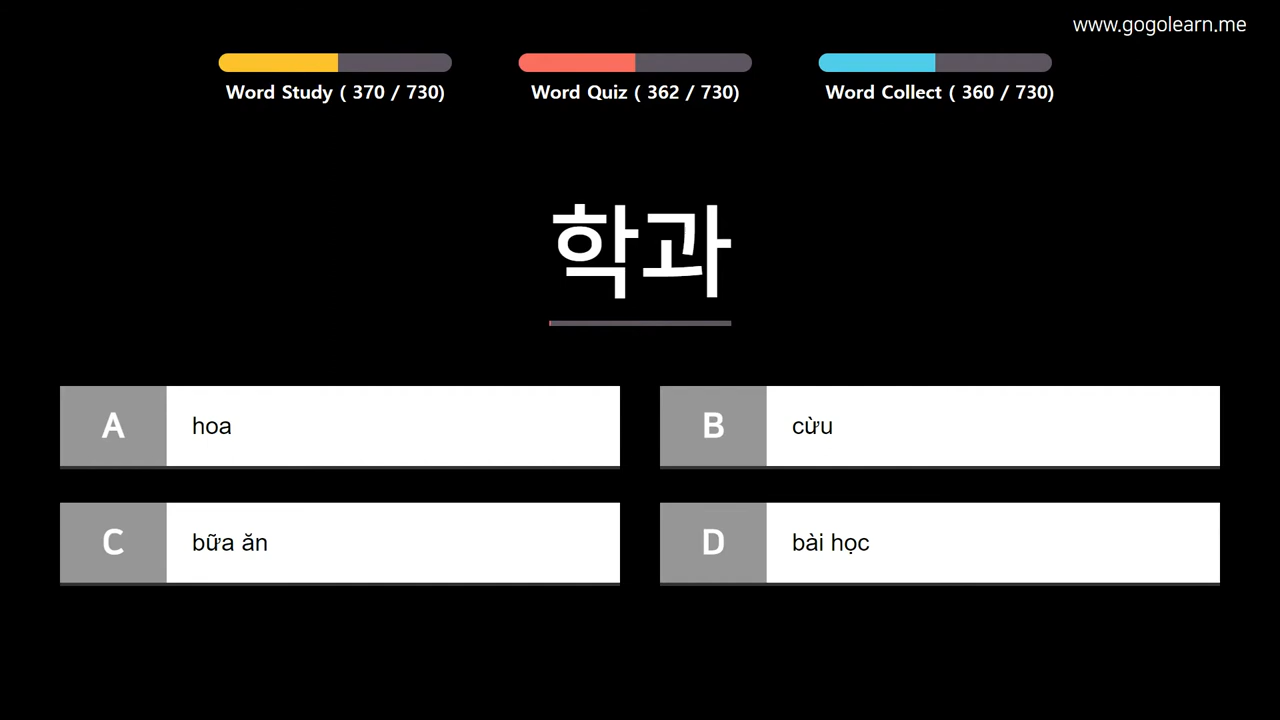 www.gogolearn.me
Word Study ( 370 / 730)
Word Quiz ( 362 / 730)
Word Collect ( 360 / 730)
학과
A hoa
B cừu
C bữa ăn
D bài học